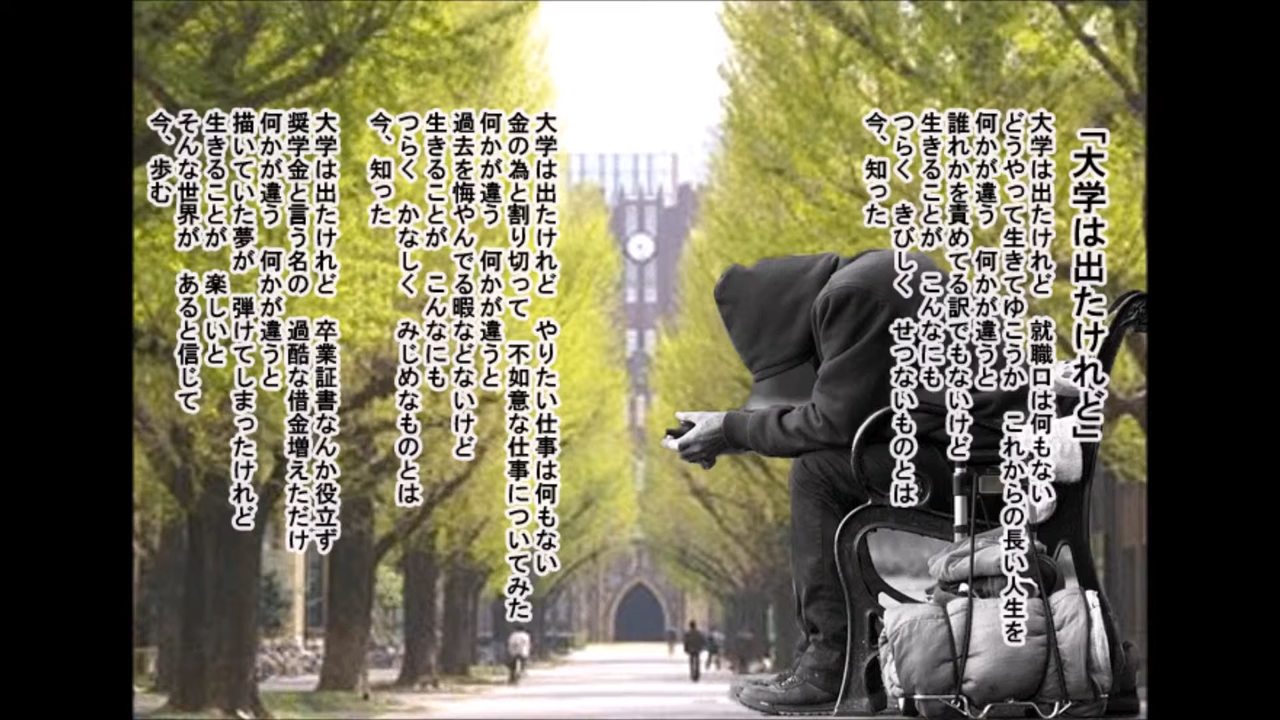 「大学は出たけれど」
大学は出たけれど　就職口は何もない
どうやって生きてゆこうか　これからの長い人生を
何かが違う　何かが違うと
誰れかを責めてる訳でもないけど
生きることが　こんなにも
つらく　きびしく　せつないものとは
今、知った
大学は出たけれど　やりたい仕事は何もない
金の為と割り切って　不如意な仕事についてみた
何かが違う　何かが違うと
過去を悔やんでる暇などないけど
生きることが　こんなにも
つらく　かなしく　みじめなものとは
今、知った
大学は出たけれど　卒業証書なんか役立ず
奨学金と言う名の　過酷な借金増えただけ
何かが違う　何かが違うと
描いていた夢が　弾けてしまったけれど
生きることが　楽しいと
そんな世界が　あると信じて
今、歩む